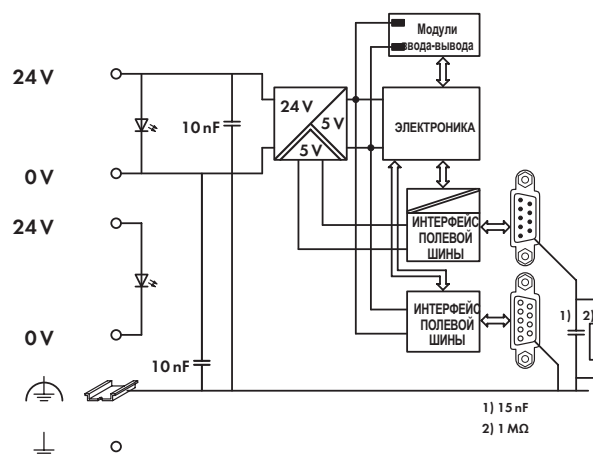 Модули
ввода-вывода
24 V
24 V
5 V
10 nF
5 V
ЭЛЕКТРОНИКА
0 V
24 V
ИНТЕРФЕЙС
ПОЛЕВОЙ
ШИНЫ
ИНТЕРФЕЙС
ПОЛЕВОЙ
ШИНЫ
1)
2)
0 V
10 nF
1) 15 nF
2) 1 MΩ